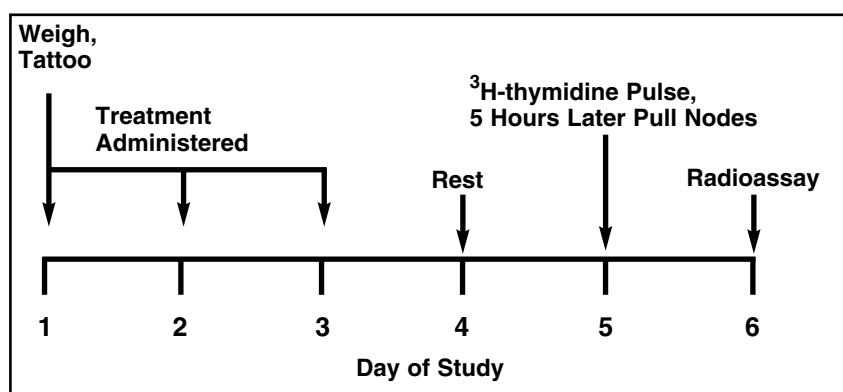 Weigh,
Tattoo
Treatment
Administered
³H-thymidine Pulse,
5 Hours Later Pull Nodes
Rest
Radioassay
1 2 3 4 5 6
Day of Study